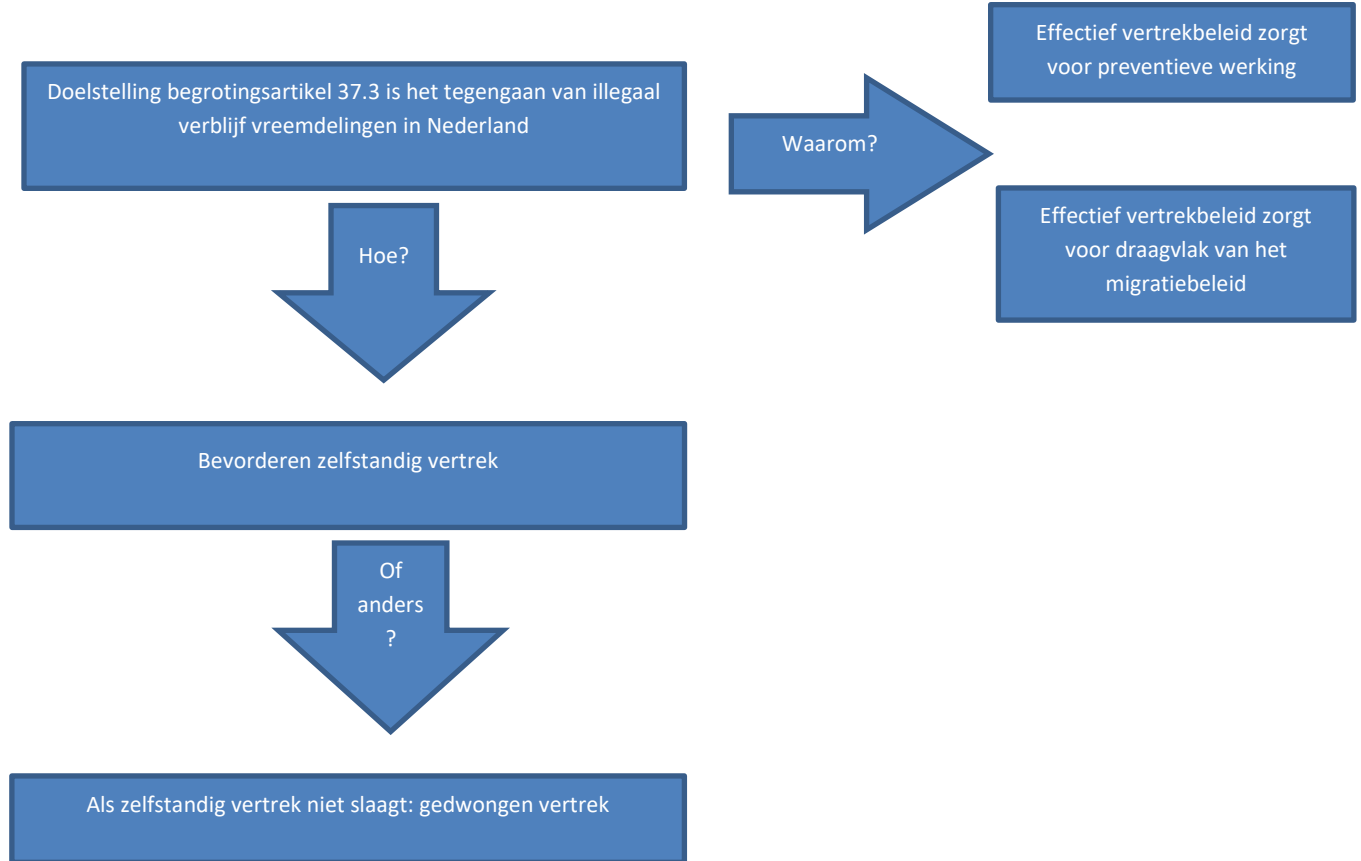 Doelstelling begrotingsartikel 37.3 is het tegengaan van illegaal
verblijf vreemdelingen in Nederland
Waarom?
Effectief vertrekbeleid zorgt
voor preventieve werking
Effectief vertrekbeleid zorgt
voor draagvlak van het
migratiebeleid
Hoe?
Bevorderen zelfstandig vertrek
Of
anders
?
Als zelfstandig vertrek niet slaagt: gedwongen vertrek